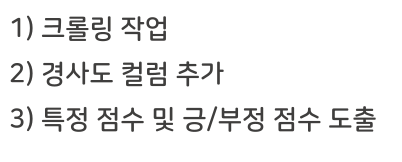 1) 크롤링 작업
2) 경사도 컬럼 추가
3) 특정 점수 및 긍/부정 점수 도출